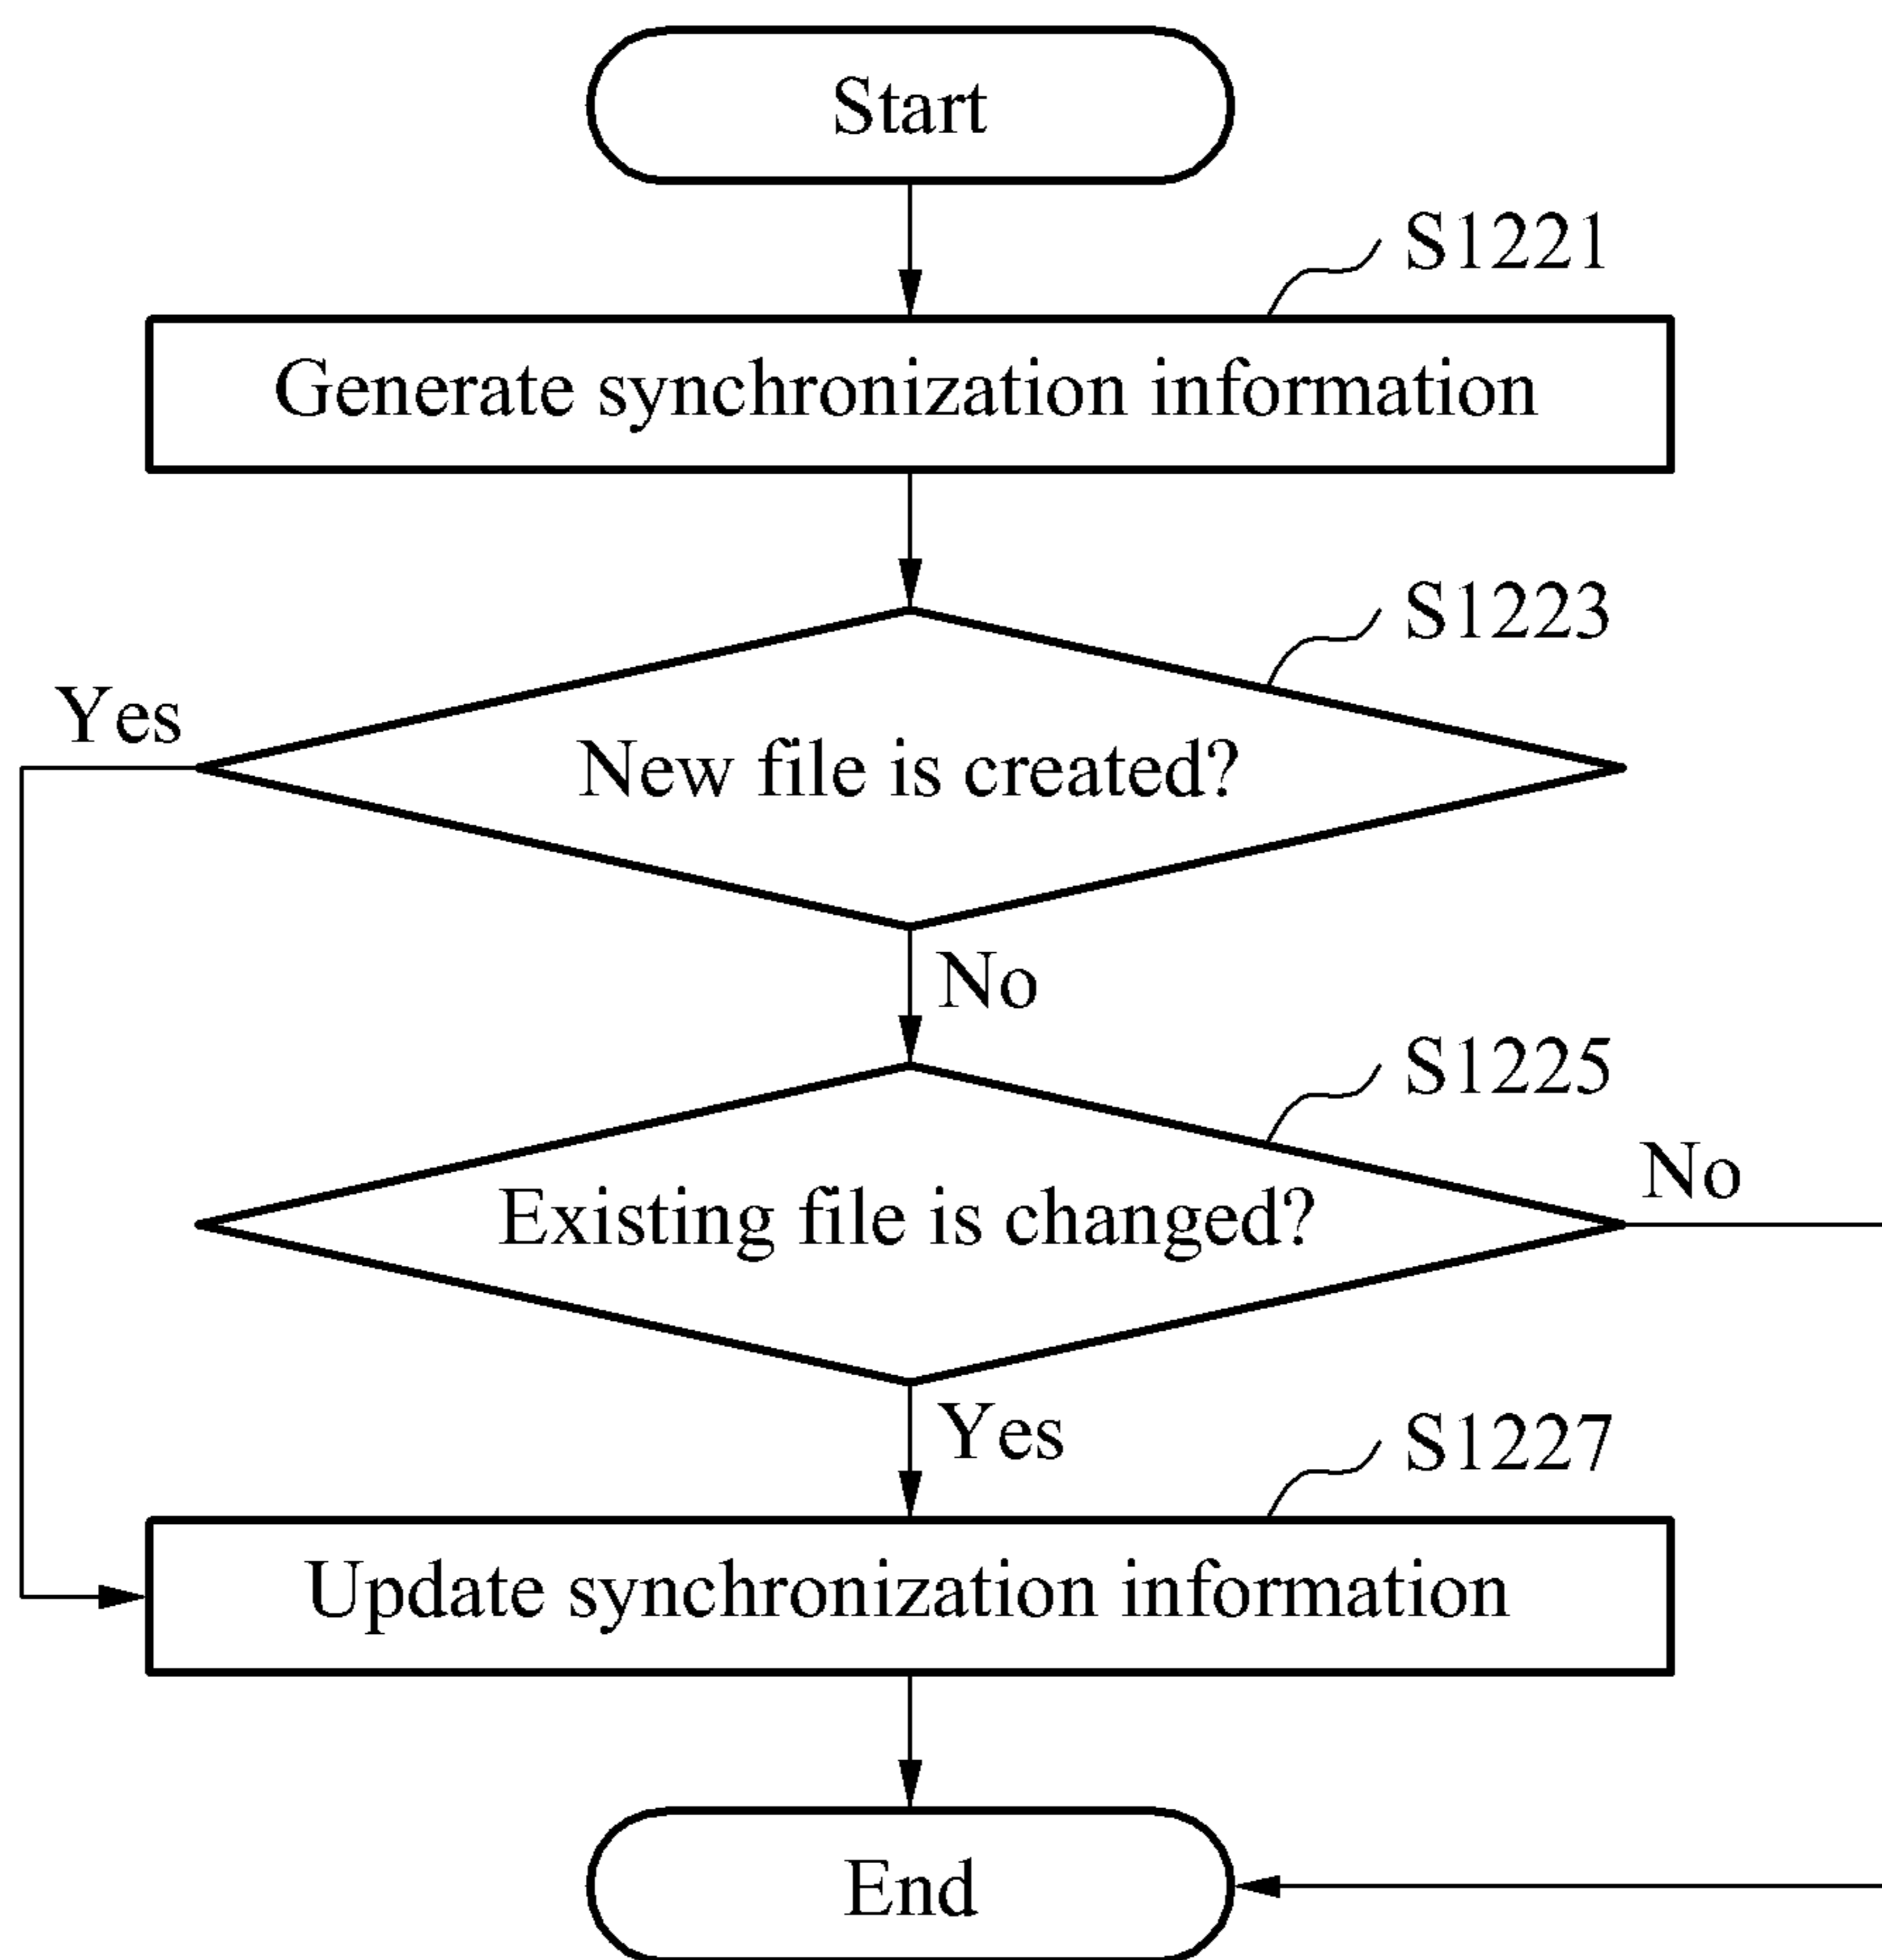 Start
S1221
Generate synchronization information
S1223
Yes
New file is created?
No
S1225
No
Existing file is changed?
Yes
S1227
Update synchronization information
End